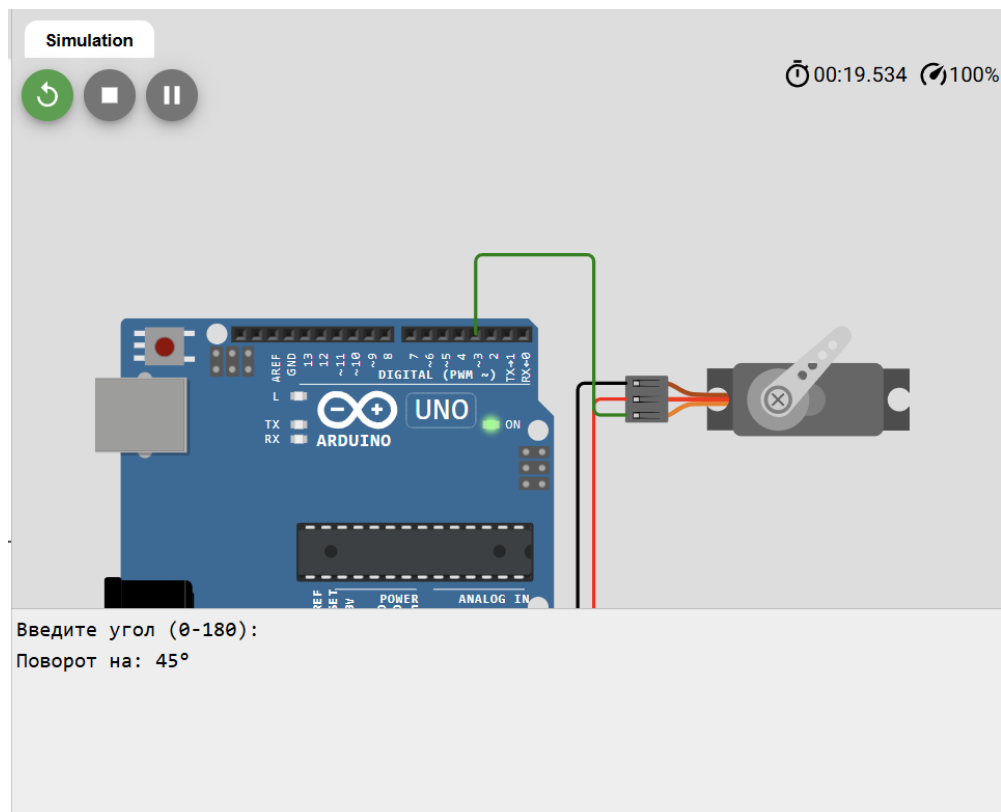 Simulation
00:19.534 100%
AREF
GND
13
12
~11
~10
~9
8
7
~6
~5
4
~3
2
TX→1
RX←0
DIGITAL (PWM ~)
L
TX
RX
UNO
ON
ARDUINO
POWER
ANALOG IN
Введите угол (0-180):
Поворот на: 45°